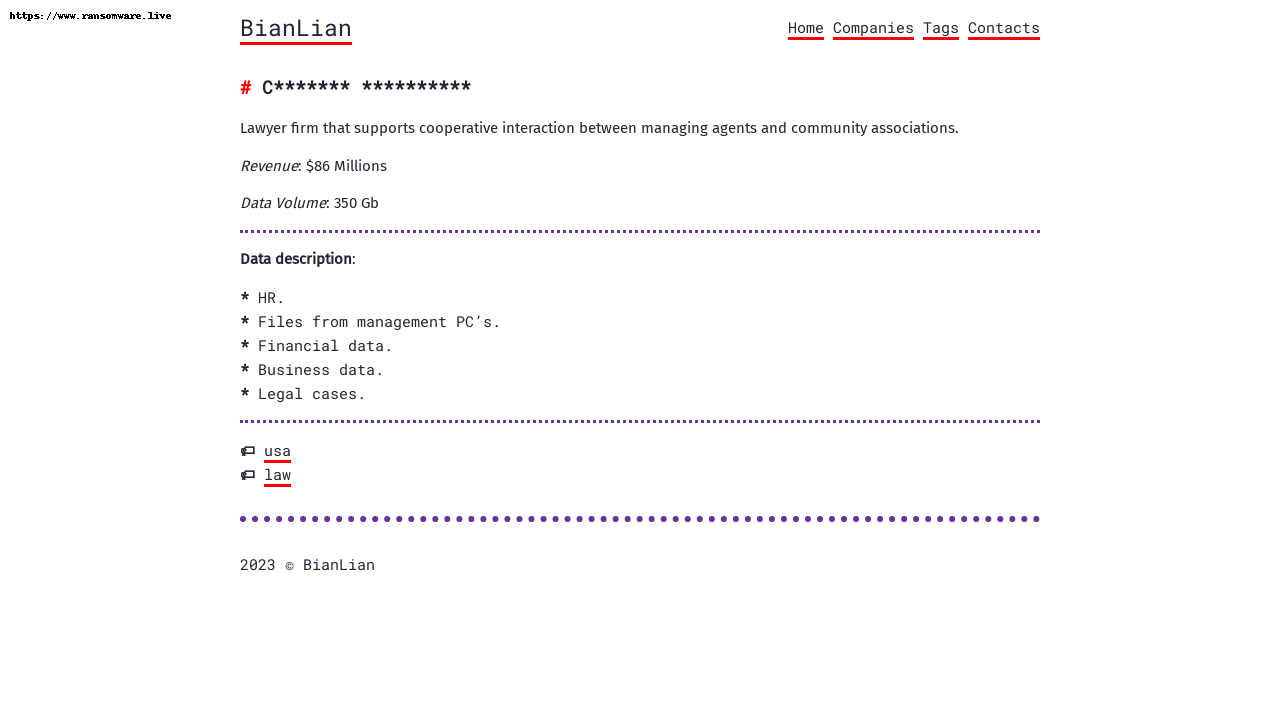 https://www.ransomware.live
BianLian
Home Companies Tags Contacts
# C******* **********
Lawyer firm that supports cooperative interaction between managing agents and community associations.
Revenue: $86 Millions
Data Volume: 350 Gb
Data description:
* HR.
* Files from management PC’s.
* Financial data.
* Business data.
* Legal cases.
usa
law
2023 © BianLian